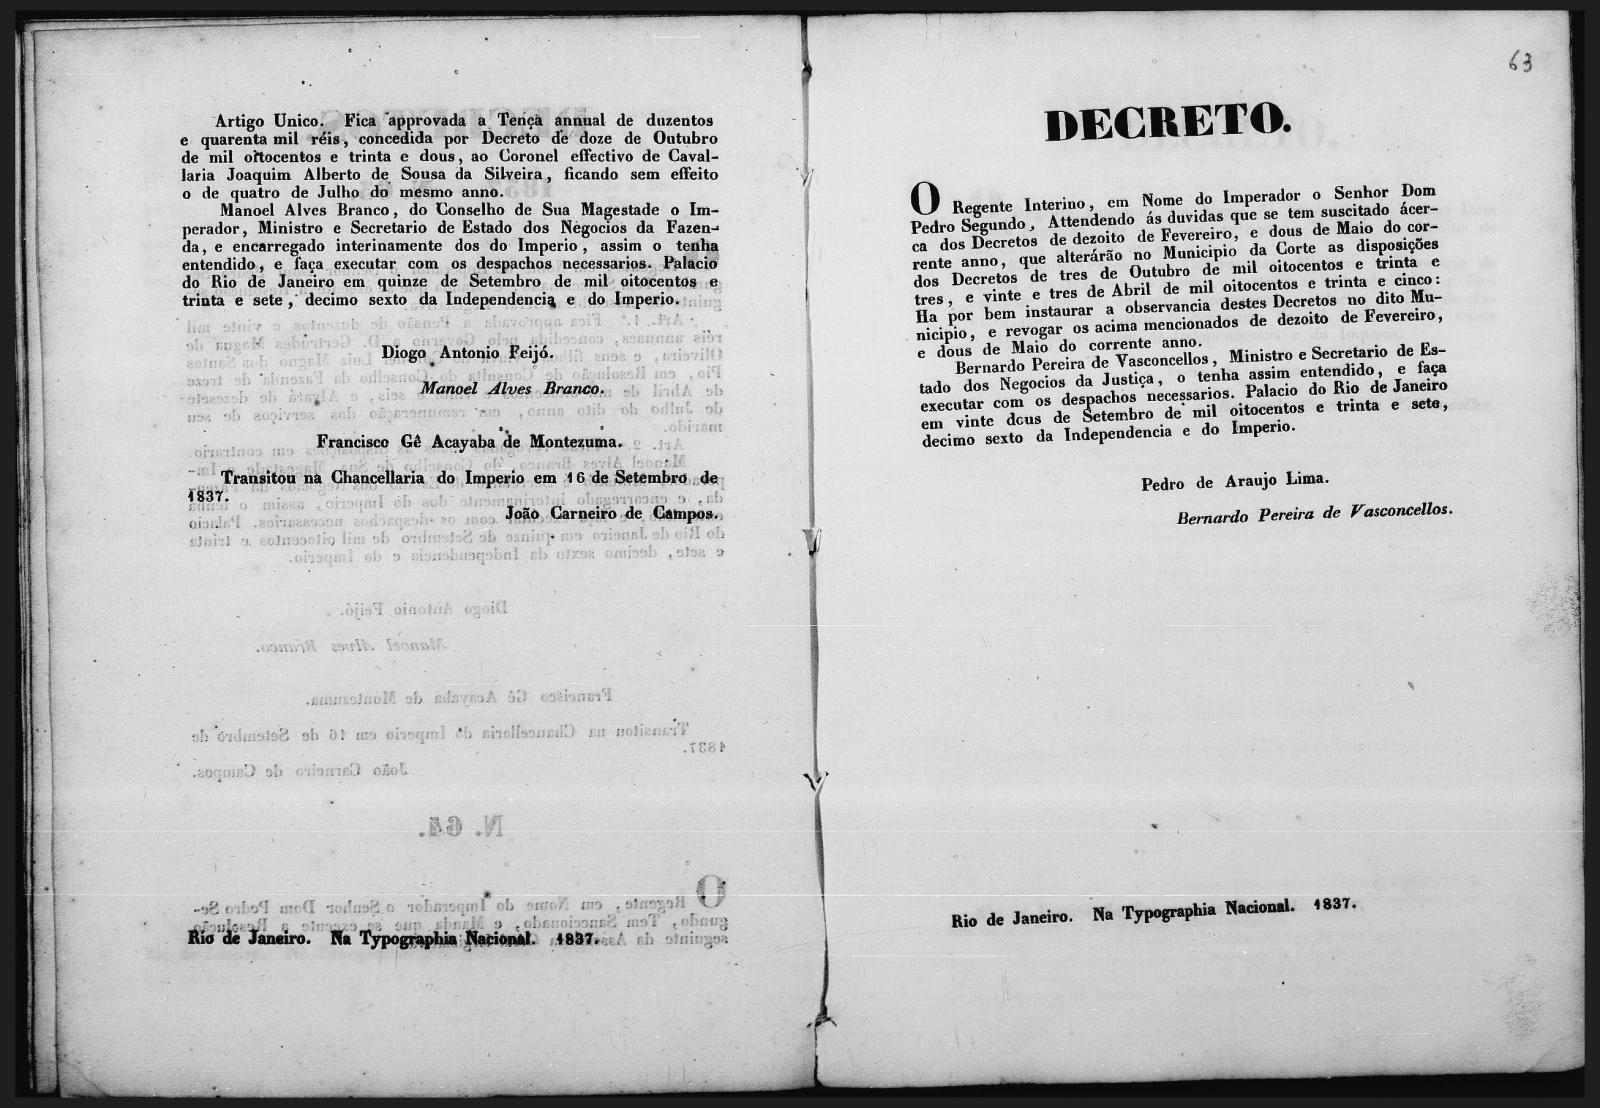 Artigo Unico. Fica approvada a Tença annual de duzentos
e quarenta mil réis, concedida por Decreto de doze de Outubro
de mil oitocentos e trinta e dous, ao Coronel effectivo de Caval-
laria Joaquim Alberto de Sousa da Silveira, ficando sem effeito
o de quatro de Julho do mesmo anno.
Manoel Alves Branco, do Conselho de Sua Magestade o Im-
perador, Ministro e Secretario de Estado dos Negocios da Fazen-
da, e encarregado interinamente dos do Imperio, assim o tenha
entendido, e faça executar com os despachos necessarios. Palacio
do Rio de Janeiro em quinze de Setembro de mil oitocentos e
trinta e sete, decimo sexto da Independencia e do Imperio.
Diogo Antonio Feijó.
Manoel Alves Branco.
Francisco Gê Acayaba de Montezuma.
Transitou na Chancellaria do Imperio em 16 de Setembro de
1837.
João Carneiro de Campos.
Rio de Janeiro. Na Typographia Nacional. 1837.
63
DECRETO.
O Regente Interino, em Nome do Imperador o Senhor Dom
Pedro Segundo, Attendendo ás duvidas que se tem suscitado ácer-
ca dos Decretos de dezoito de Fevereiro, e dous de Maio do cor-
rente anno, que alterárão no Municipio da Corte as disposições
dos Decretos de tres de Outubro de mil oitocentos e trinta e
tres, e vinte e tres de Abril de mil oitocentos e trinta e cinco:
Ha por bem instaurar a observancia destes Decretos no dito Mu-
nicipio, e revogar os acima mencionados de dezoito de Fevereiro,
e dous de Maio do corrente anno.
Bernardo Pereira de Vasconcellos, Ministro e Secretario de Es-
tado dos Negocios da Justiça, o tenha assim entendido, e faça
executar com os despachos necessarios. Palacio do Rio de Janeiro
em vinte dous de Setembro de mil oitocentos e trinta e sete,
decimo sexto da Independencia e do Imperio.
Pedro de Araujo Lima.
Bernardo Pereira de Vasconcellos.
Rio de Janeiro. Na Typographia Nacional. 1837.